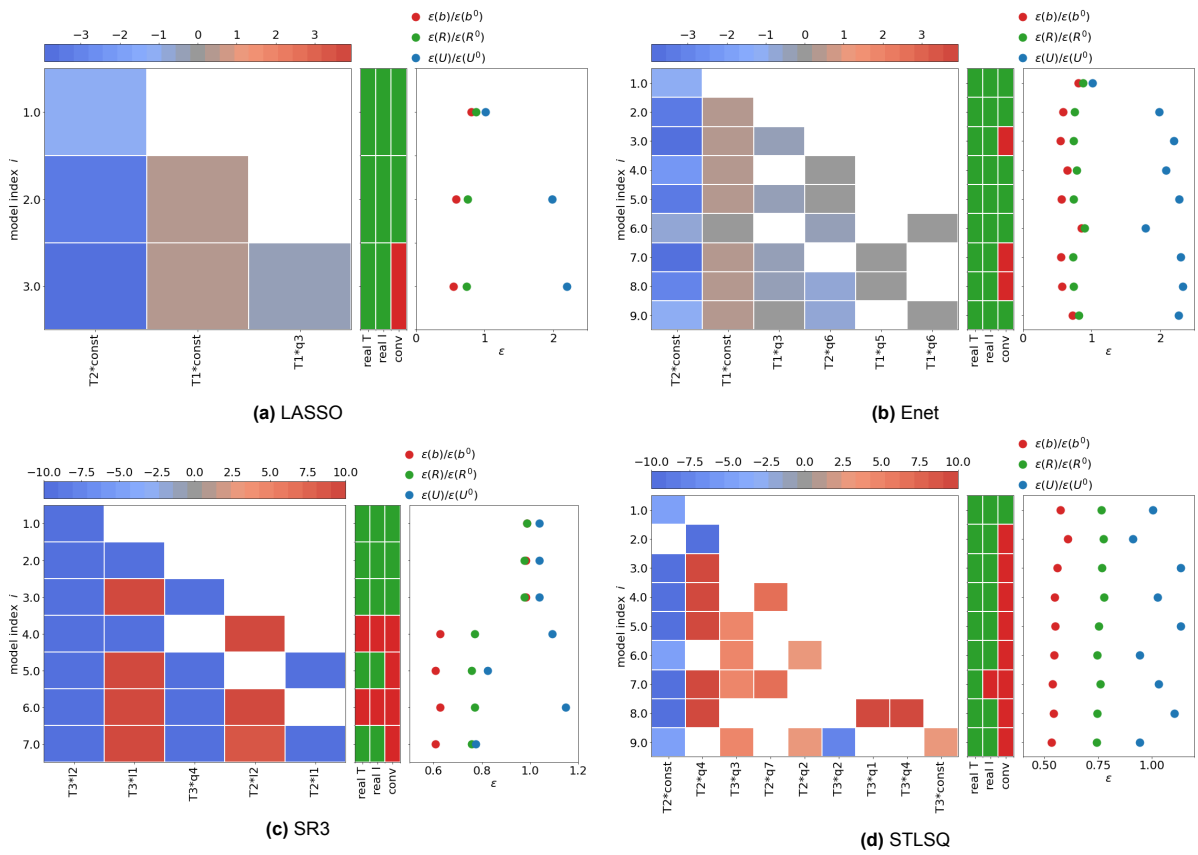 ε(b)/ε(b⁰)
ε(R)/ε(R⁰)
ε(U)/ε(U⁰)
−3 −2 −1 0 1 2 3
model index i
1.0
2.0
3.0
T2*const
T1*const
T1*q3
real T
real I
conv
1 2
ε
(a) LASSO
ε(b)/ε(b⁰)
ε(R)/ε(R⁰)
ε(U)/ε(U⁰)
−3 −2 −1 0 1 2 3
model index i
1.0
2.0
3.0
4.0
5.0
6.0
7.0
8.0
9.0
T2*const
T1*const
T1*q3
T2*q6
T1*q5
T1*q6
real T
real I
conv
0 1 2
ε
(b) Enet
ε(b)/ε(b⁰)
ε(R)/ε(R⁰)
ε(U)/ε(U⁰)
−10.0 −7.5 −5.0 −2.5 0.0 2.5 5.0 7.5 10.0
model index i
1.0
2.0
3.0
4.0
5.0
6.0
7.0
T3*I2
T3*I1
T3*q4
T2*I2
T2*I1
real T
real I
conv
0.6 0.8 1.0 1.2
ε
(c) SR3
ε(b)/ε(b⁰)
ε(R)/ε(R⁰)
ε(U)/ε(U⁰)
−10.0 −7.5 −5.0 −2.5 0.0 2.5 5.0 7.5 10.0
model index i
1.0
2.0
3.0
4.0
5.0
6.0
7.0
8.0
9.0
T2*const
T2*q4
T3*q3
T2*q7
T2*q2
T3*q2
T3*q1
T3*q4
T3*const
real T
real I
conv
0.50 0.75 1.00
ε
(d) STLSQ